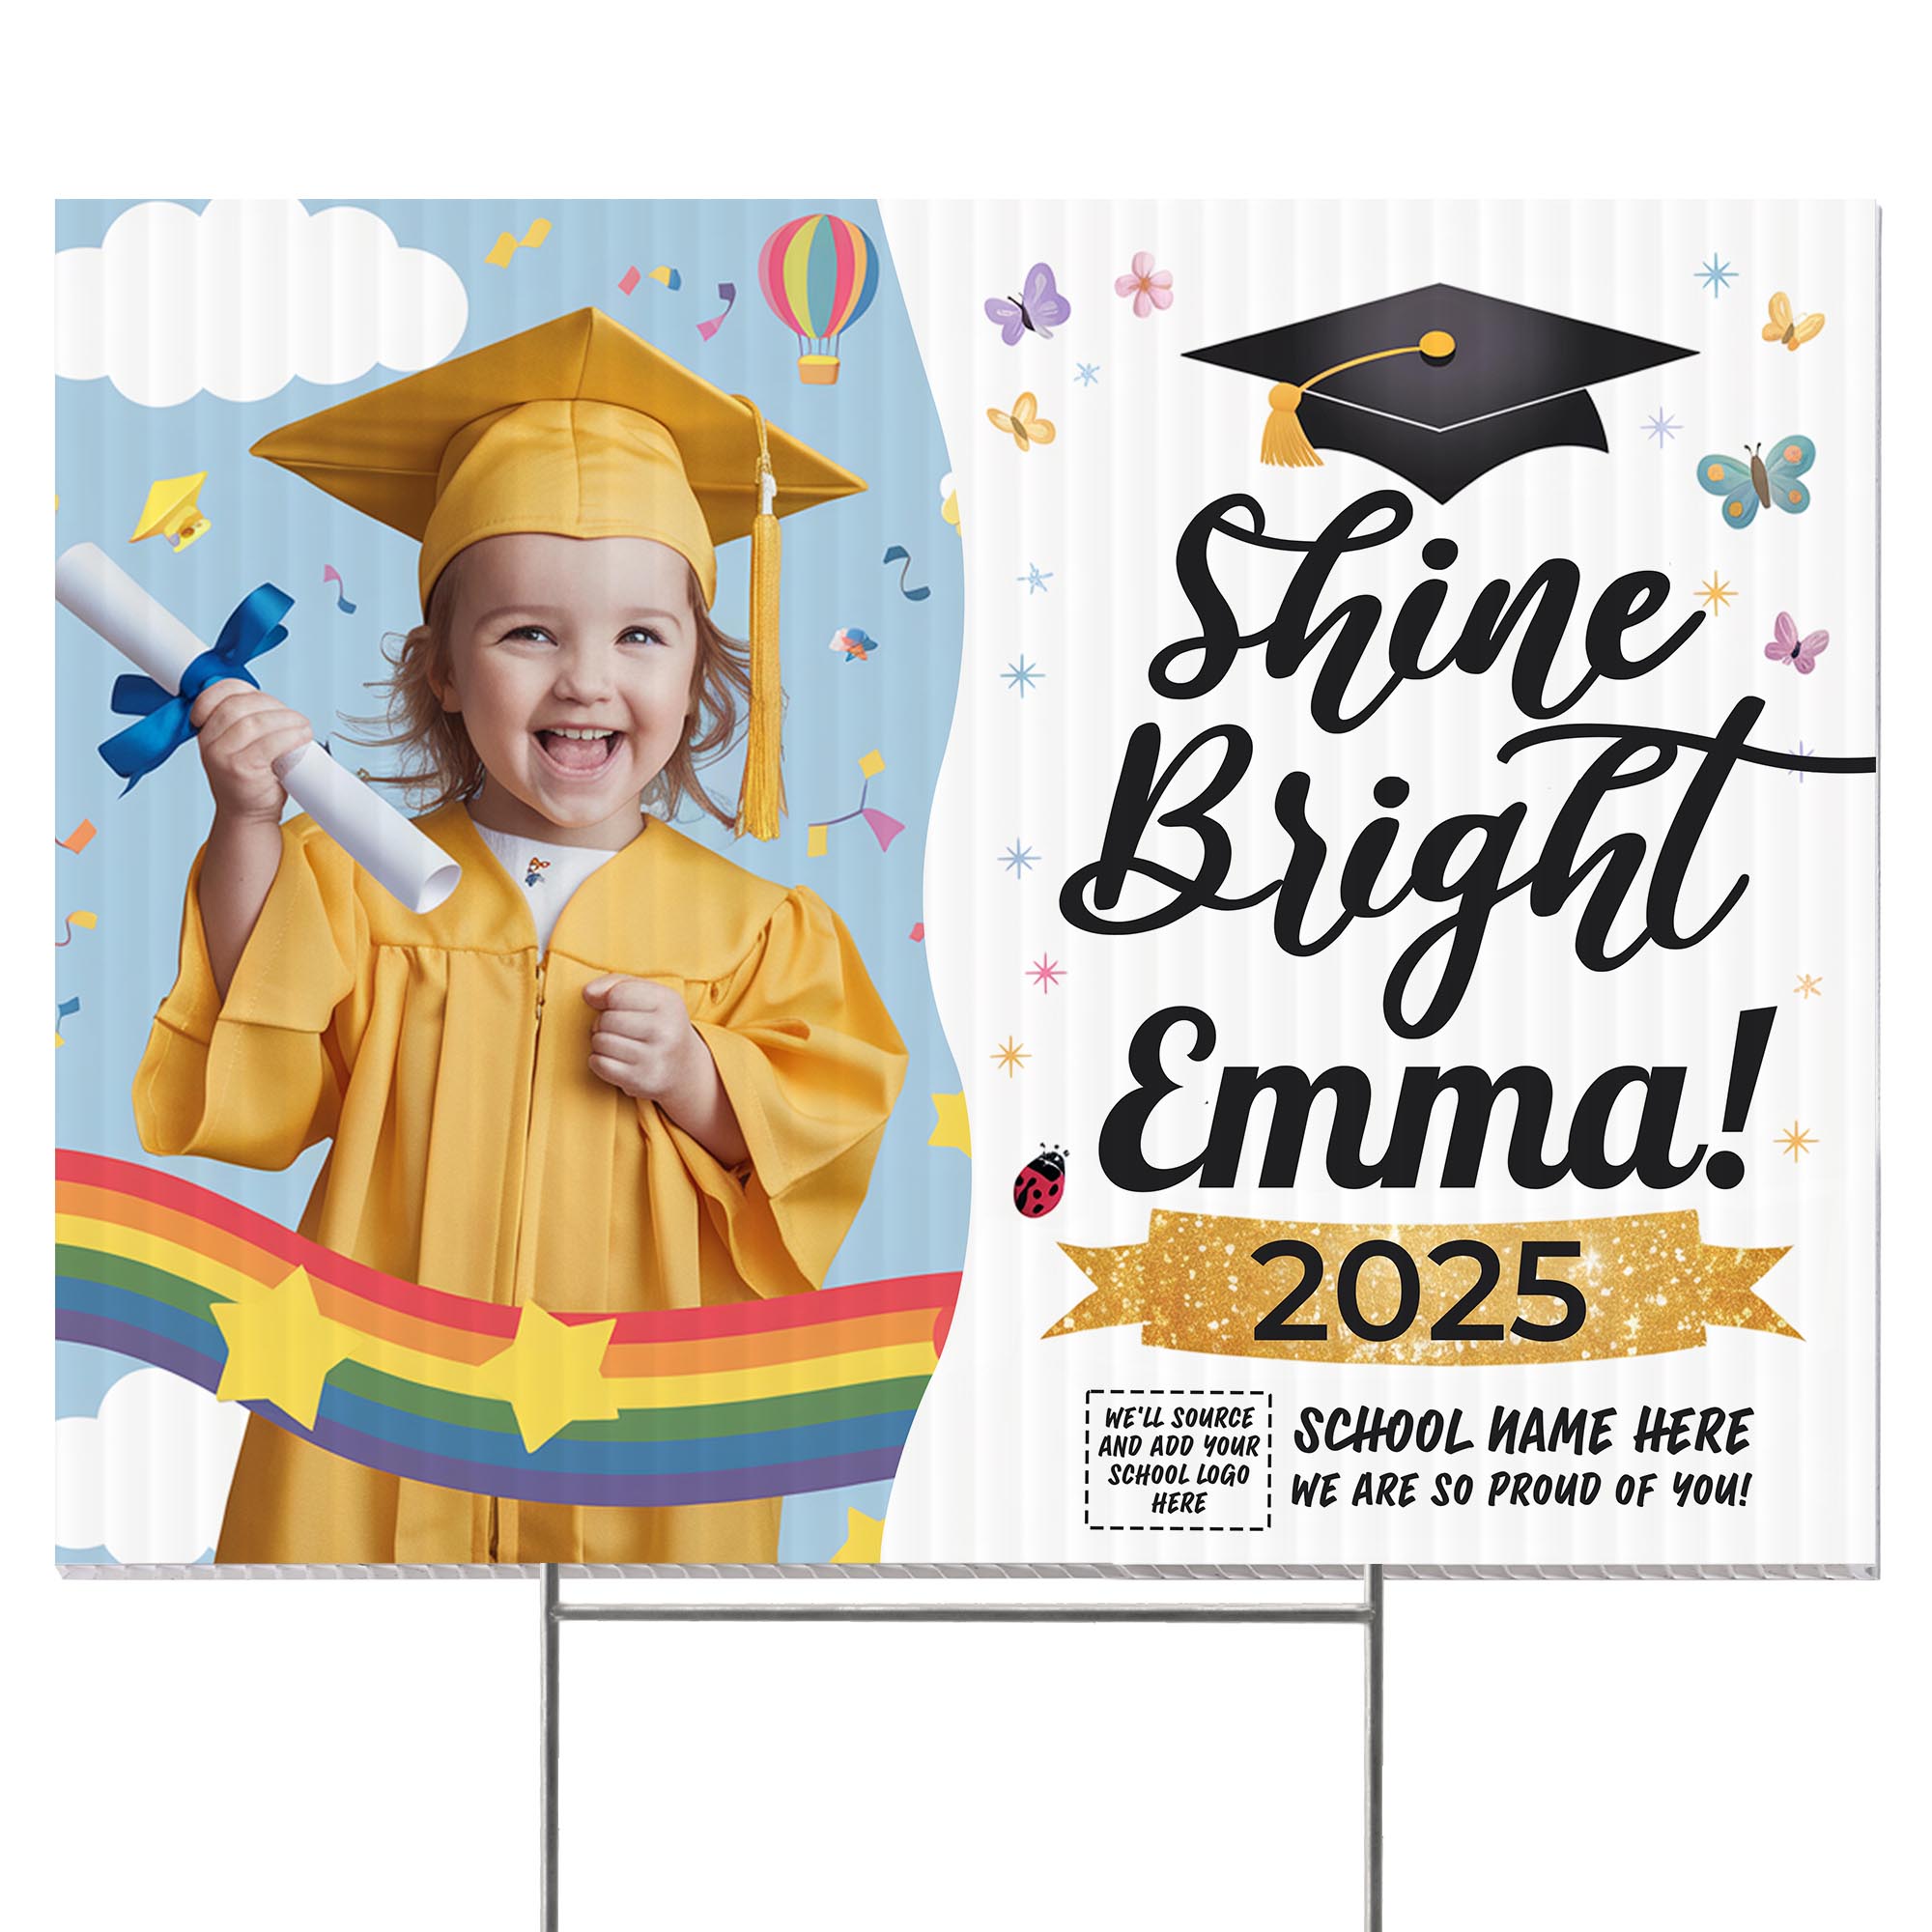 Shine
Bright
Emma!
2025
WE'LL SOURCE
AND ADD YOUR
SCHOOL LOGO
HERE
SCHOOL NAME HERE
WE ARE SO PROUD OF YOU!